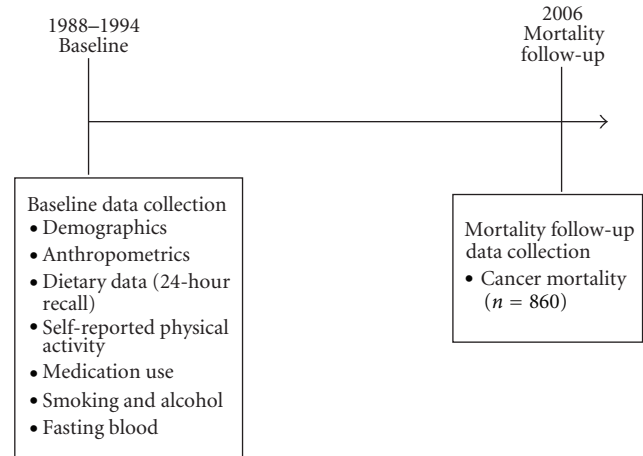 1988–1994
Baseline
2006
Mortality
follow-up
Baseline data collection
• Demographics
• Anthropometrics
• Dietary data (24-hour
recall)
• Self-reported physical
activity
• Medication use
• Smoking and alcohol
• Fasting blood
Mortality follow-up
data collection
• Cancer mortality
(n = 860)